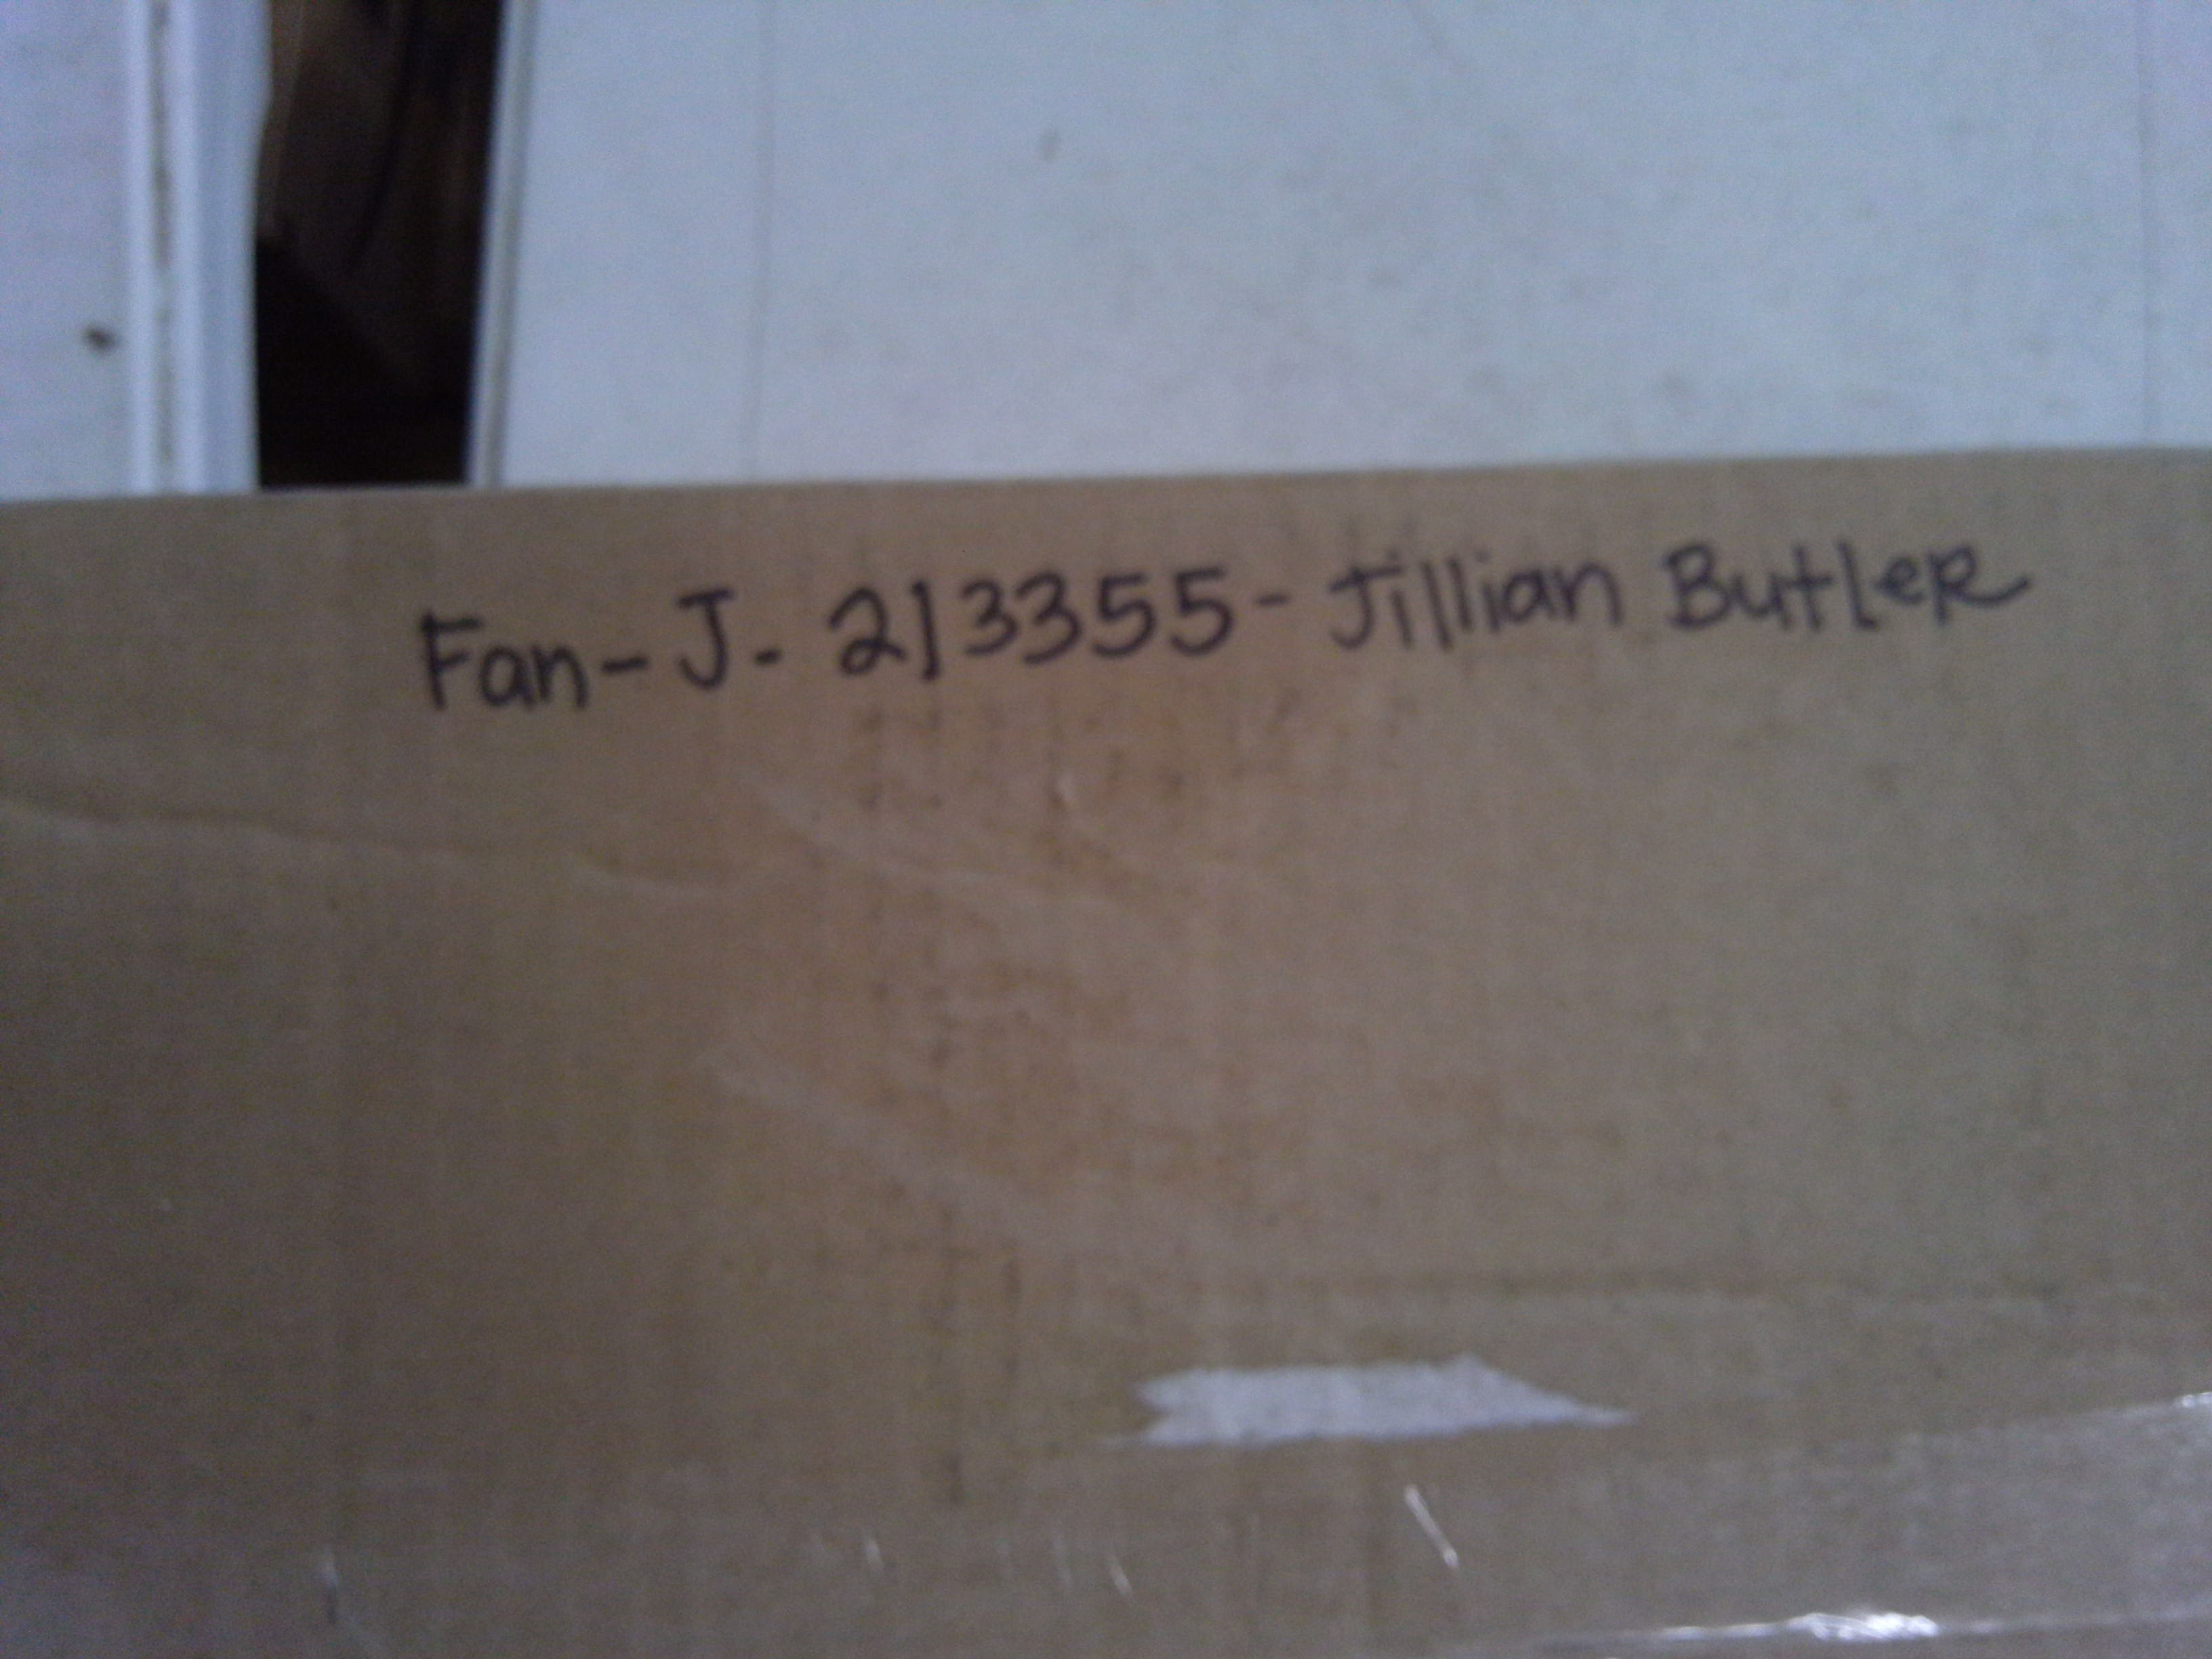 Fan-J- 213355- Jillian Butler